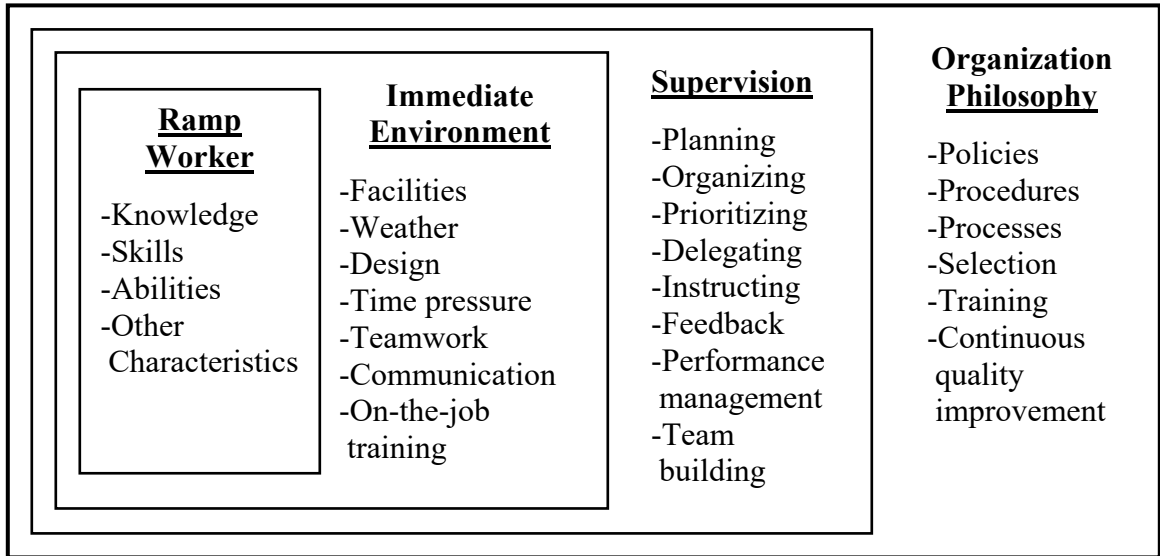 Ramp
Worker
-Knowledge
-Skills
-Abilities
-Other
Characteristics
Immediate
Environment
-Facilities
-Weather
-Design
-Time pressure
-Teamwork
-Communication
-On-the-job
training
Supervision
-Planning
-Organizing
-Prioritizing
-Delegating
-Instructing
-Feedback
-Performance
management
-Team
building
Organization
Philosophy
-Policies
-Procedures
-Processes
-Selection
-Training
-Continuous
quality
improvement